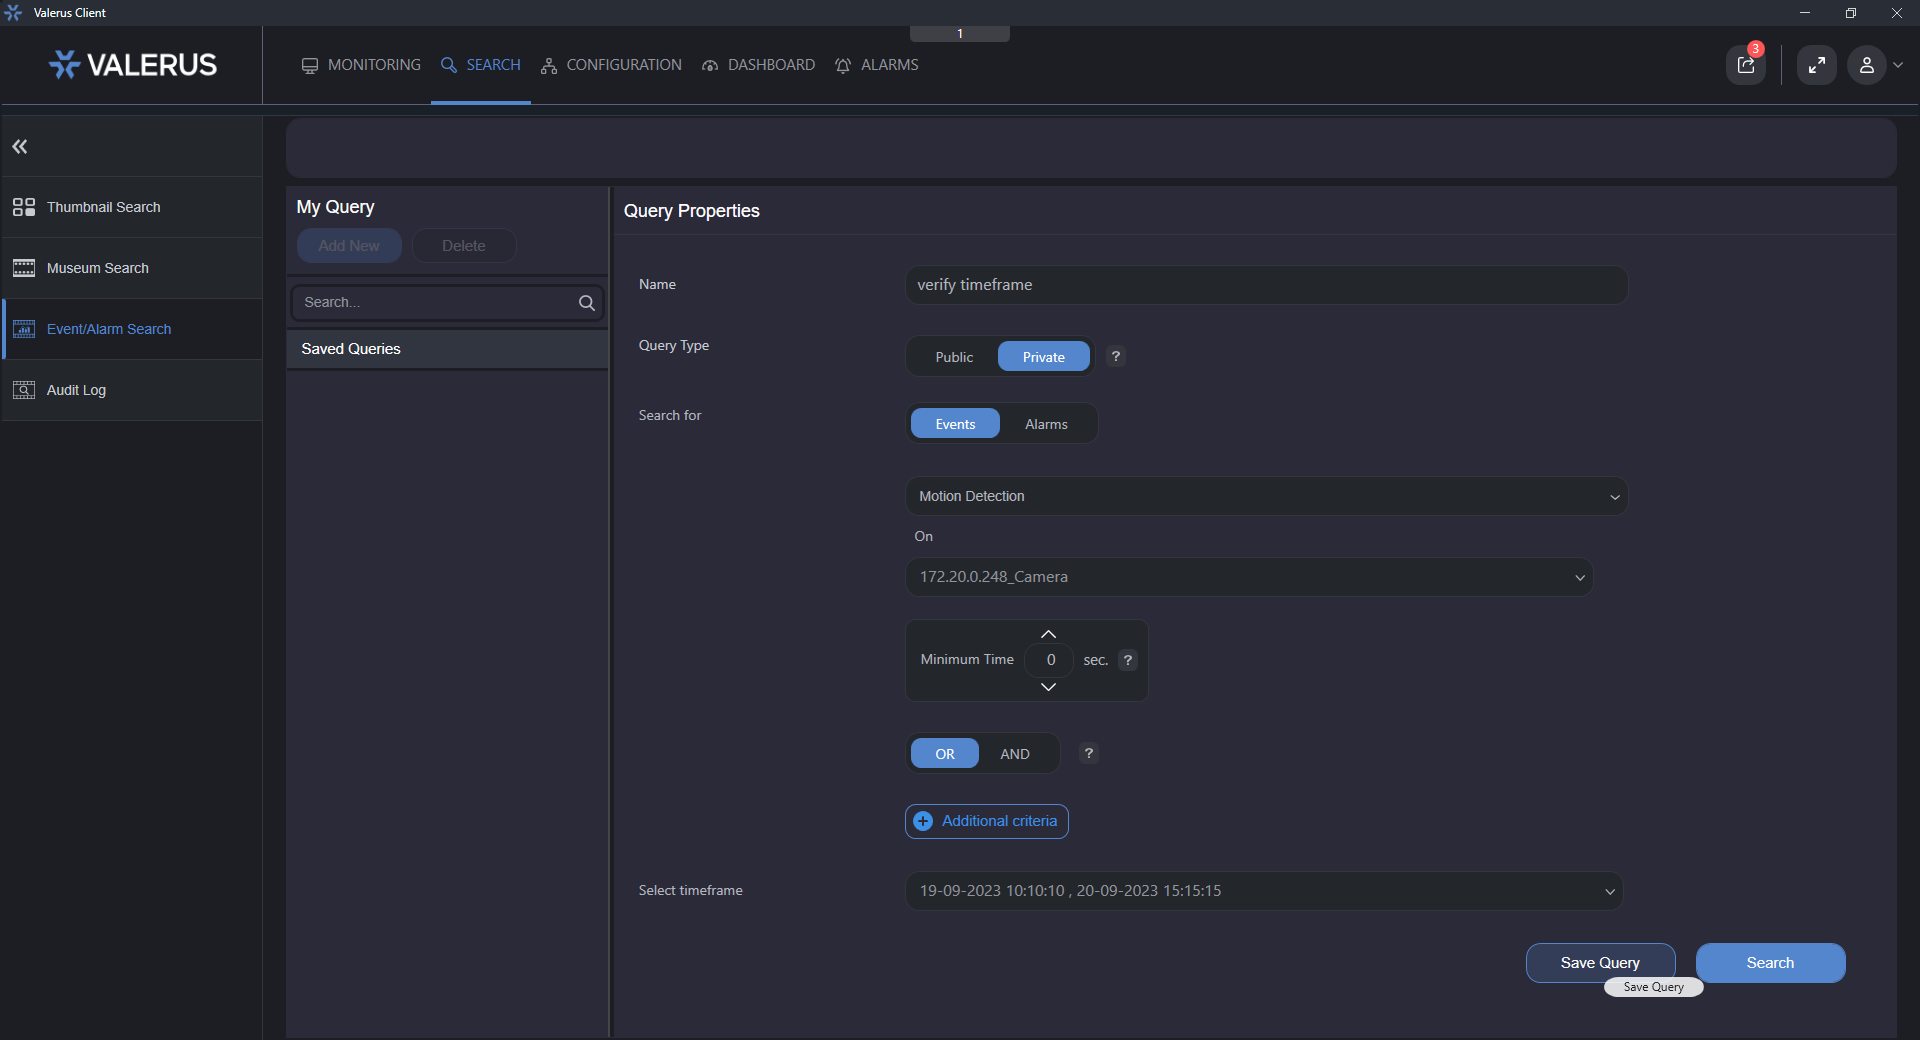 Valerus Client
1
VALERUS
MONITORING
SEARCH
CONFIGURATION
DASHBOARD
ALARMS
3
Thumbnail Search
Museum Search
Event/Alarm Search
Audit Log
My Query
Add New
Delete
Search...
Saved Queries
Query Properties
Name
verify timeframe
Query Type
Public
Private
?
Search for
Events
Alarms
Motion Detection
On
172.20.0.248_Camera
Minimum Time
0
sec.
?
OR
AND
?
Additional criteria
Select timeframe
19-09-2023 10:10:10 , 20-09-2023 15:15:15
Save Query
Search
Save Query